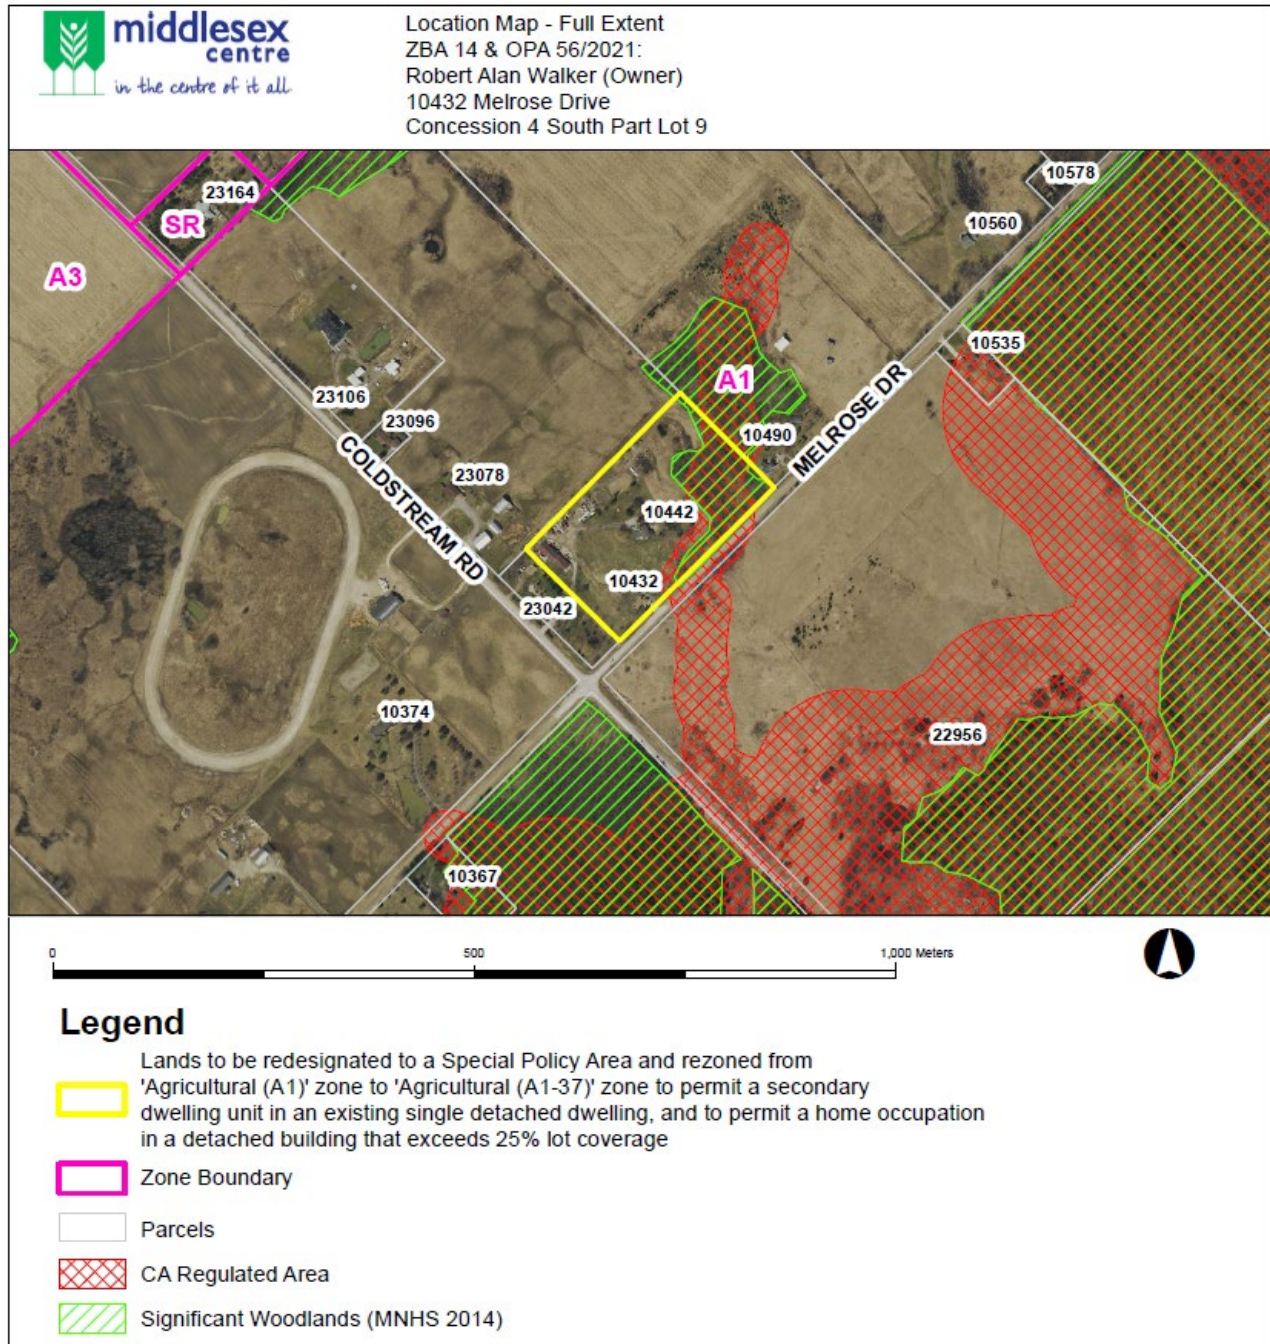 middlesex
centre
in the centre of it all
Location Map - Full Extent
ZBA 14 & OPA 56/2021:
Robert Alan Walker (Owner)
10432 Melrose Drive
Concession 4 South Part Lot 9
23164
SR
A3
10578
10560
10535
A1
MELROSE DR
23106
23096
10490
COLDSTREAM RD
23078
10442
10432
23042
10374
22956
10367
0
500
1,000 Meters
Legend
Lands to be redesignated to a Special Policy Area and rezoned from
'Agricultural (A1)' zone to 'Agricultural (A1-37)' zone to permit a secondary
dwelling unit in an existing single detached dwelling, and to permit a home occupation
in a detached building that exceeds 25% lot coverage
Zone Boundary
Parcels
CA Regulated Area
Significant Woodlands (MNHS 2014)